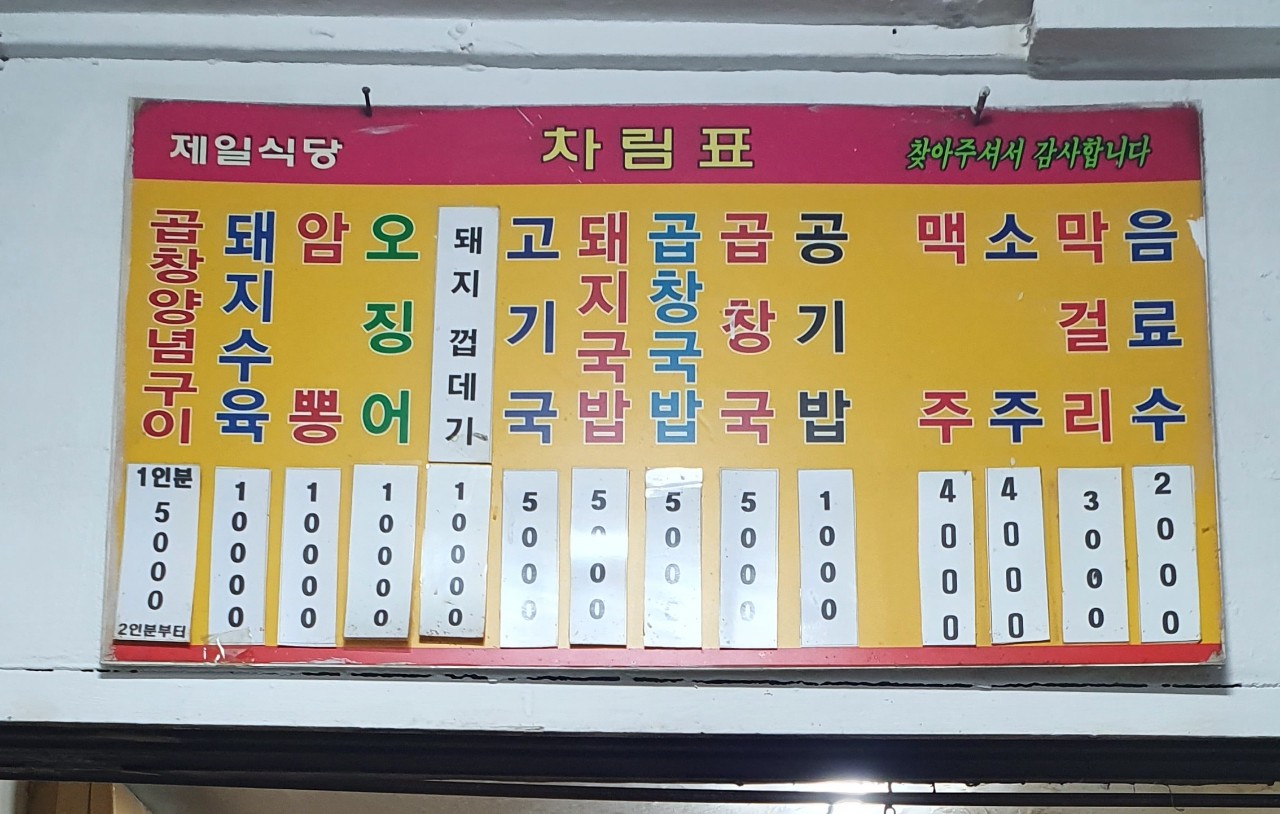 제일식당
차림표
찾아주셔서 감사합니다
곱창양념구이
1인분
5000
2인분부터
돼지수육
10000
암뽕
10000
오징어
10000
돼지 껍데기
10000
고기국
5000
돼지국밥
5000
곱창국밥
5000
곱창국
5000
공기밥
1000
맥주
4000
소주
4000
막걸리
3000
음료수
2000